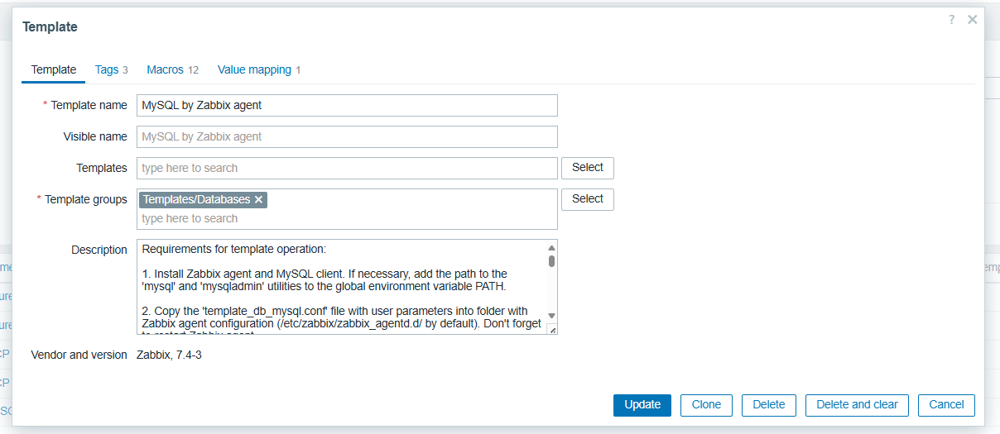 Template
?
Template
Tags 3
Macros 12
Value mapping 1
* Template name
MySQL by Zabbix agent
Visible name
MySQL by Zabbix agent
Templates
type here to search
Select
* Template groups
Templates/Databases
type here to search
Select
Description
Requirements for template operation:
1. Install Zabbix agent and MySQL client. If necessary, add the path to the
'mysql' and 'mysqladmin' utilities to the global environment variable PATH.
2. Copy the 'template_db_mysql.conf' file with user parameters into folder with
Zabbix agent configuration (/etc/zabbix/zabbix_agentd.d/ by default). Don't forget
to restart Zabbix agent
Vendor and version
Zabbix, 7.4-3
Update
Clone
Delete
Delete and clear
Cancel